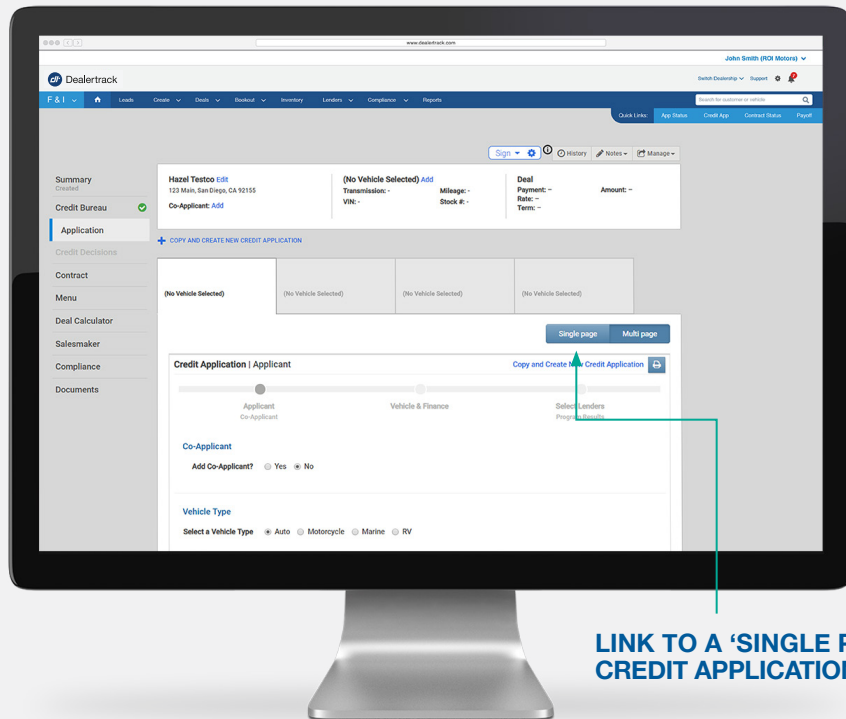 www.dealertrack.com
John Smith (ROI Motors)
dt Dealertrack
Switch Dealership Support 2
F & I Leads Create Deals Bookout Inventory Lenders Compliance Reports Search for customer or vehicle
Quick Links: App Status Credit App Contract Status Payoff
Sign History Notes Manage
Summary
Created
Credit Bureau
Application
Credit Decisions
Contract
Menu
Deal Calculator
Salesmaker
Compliance
Documents
Hazel Testco Edit
123 Main, San Diego, CA 92155
Co-Applicant: Add
(No Vehicle Selected) Add
Transmission: - Mileage: -
VIN: - Stock #: -
Deal
Payment: – Amount: –
Rate: –
Term: –
+ COPY AND CREATE NEW CREDIT APPLICATION
(No Vehicle Selected) (No Vehicle Selected) (No Vehicle Selected) (No Vehicle Selected)
Single page Multi page
Credit Application | Applicant Copy and Create New Credit Application
Applicant Vehicle & Finance Select Lenders
Co-Applicant Program Results
Co-Applicant
Add Co-Applicant? Yes No
Vehicle Type
Select a Vehicle Type Auto Motorcycle Marine RV
LINK TO A ‘SINGLE
CREDIT APPLICATION